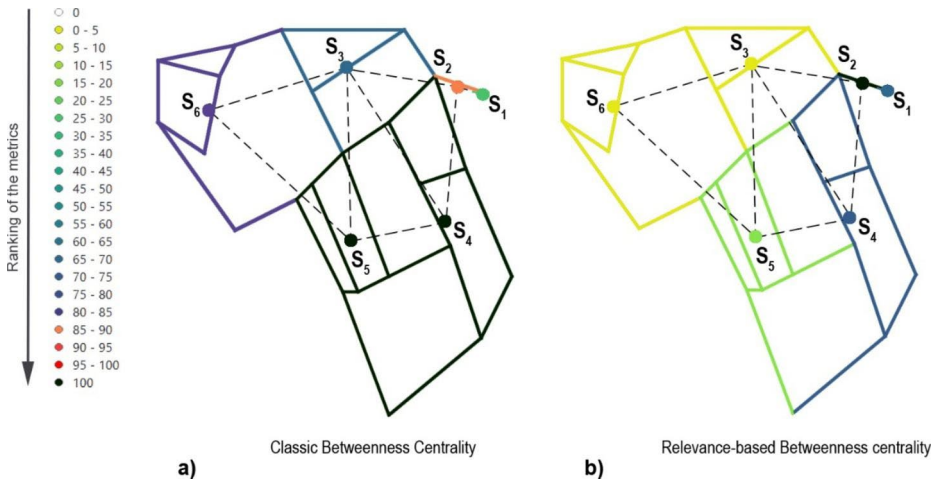 Ranking of the metrics
0
0 - 5
5 - 10
10 - 15
15 - 20
20 - 25
25 - 30
30 - 35
35 - 40
40 - 45
45 - 50
50 - 55
55 - 60
60 - 65
65 - 70
70 - 75
75 - 80
80 - 85
85 - 90
90 - 95
95 - 100
100
S3
S2
S1
S6
S4
S5
Classic Betweenness Centrality
a)
S3
S2
S1
S6
S4
S5
Relevance-based Betweenness centrality
b)